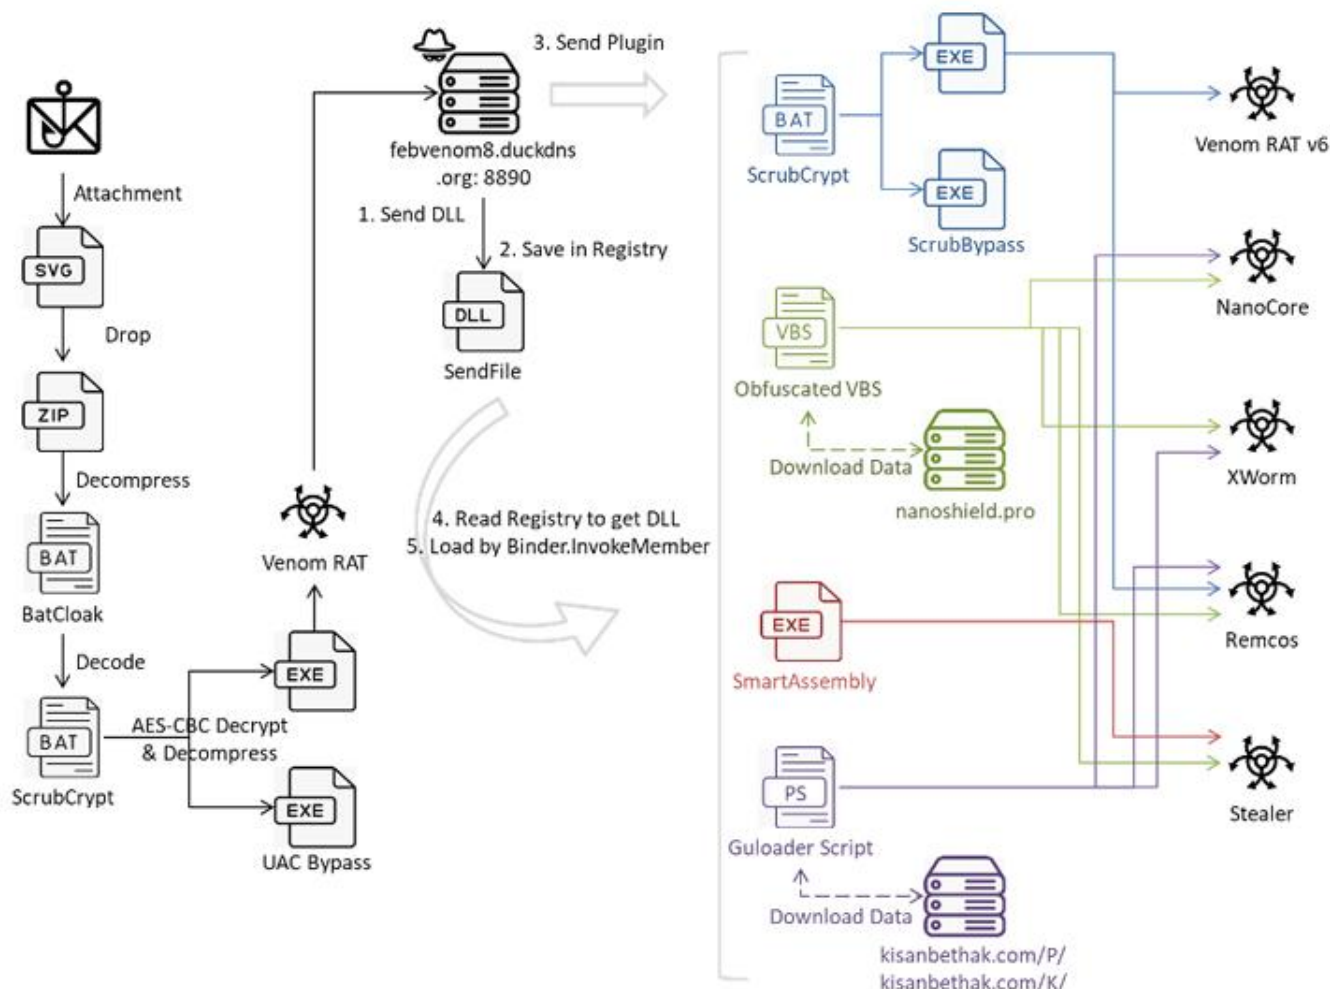 Attachment
SVG
Drop
ZIP
Decompress
BAT
BatCloak
Decode
BAT
ScrubCrypt
AES-CBC Decrypt
& Decompress
EXE
EXE
UAC Bypass
Venom RAT
febvenom8.duckdns
.org: 8890
1. Send DLL
2. Save in Registry
DLL
SendFile
3. Send Plugin
4. Read Registry to get DLL
5. Load by Binder.InvokeMember
BAT
ScrubCrypt
EXE
EXE
ScrubBypass
VBS
Obfuscated VBS
Download Data
nanoshield.pro
EXE
SmartAssembly
PS
Guloader Script
Download Data
kisanbethak.com/P/
kisanbethak.com/K/
Venom RAT v6
NanoCore
XWorm
Remcos
Stealer